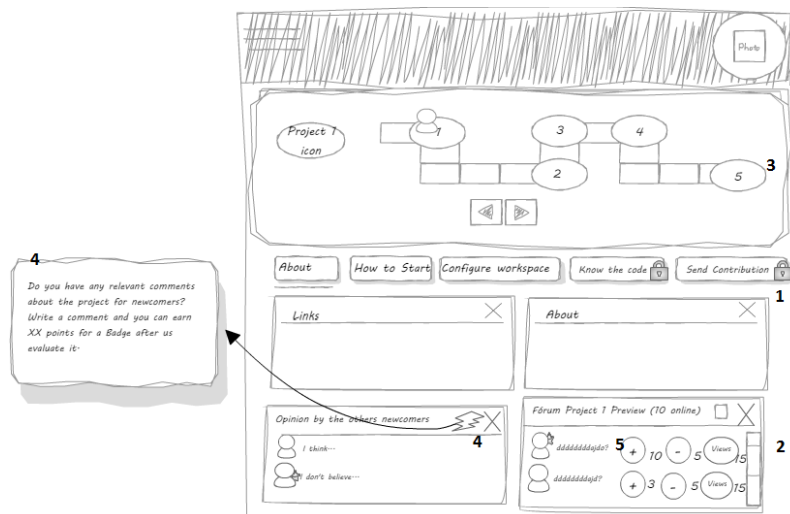 Photo
Project 1
icon
1
3
4
2
5
3
About
How to Start
Configure workspace
Know the code
Send Contribution
1
4
Do you have any relevant comments
about the project for newcomers?
Write a comment and you can earn
XX points for a Badge after us
evaluate it.
Links
About
Opinion by the others newcomers
4
I think...
I don't believe...
Fórum Project 1 Preview (10 online)
2
ddddddddajdo? 5 + 10 - 5 Views 15
ddddddddajd? + 3 - 5 Views 15